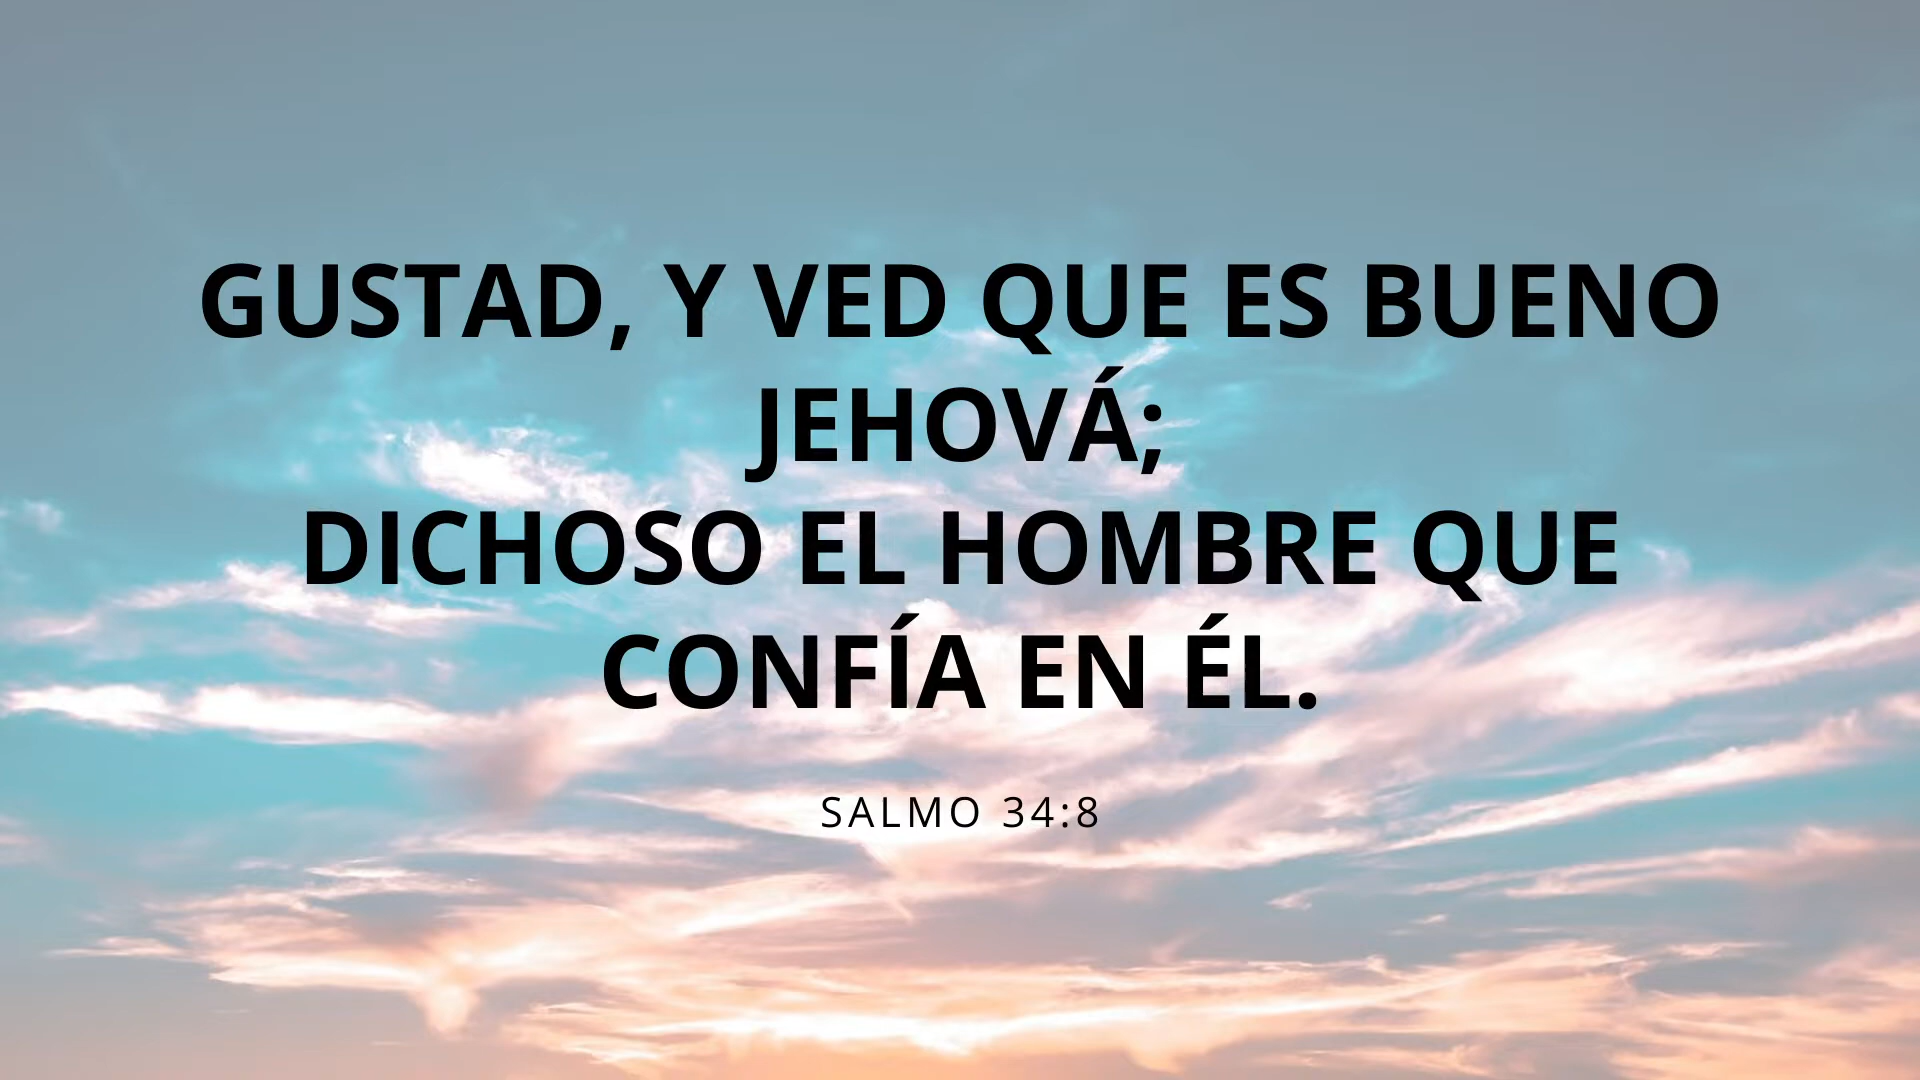 GUSTAD, Y VED QUE ES BUENO
JEHOVÁ;
DICHOSO EL HOMBRE QUE
CONFÍA EN ÉL.
SALMO 34:8